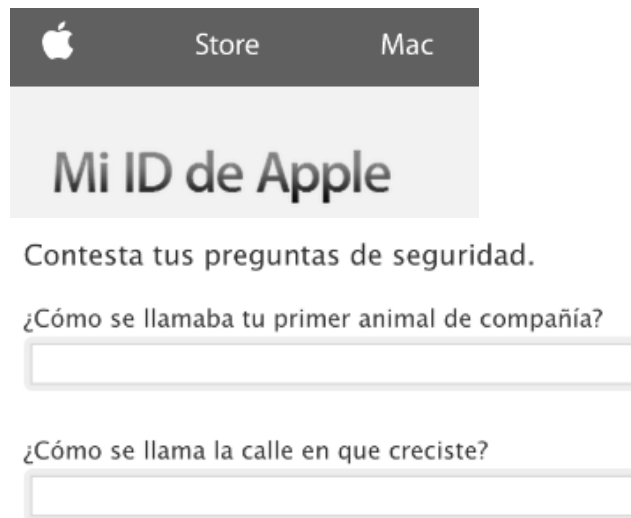 Store Mac
Mi ID de Apple
Contesta tus preguntas de seguridad.
¿Cómo se llamaba tu primer animal de compañía?
¿Cómo se llama la calle en que creciste?